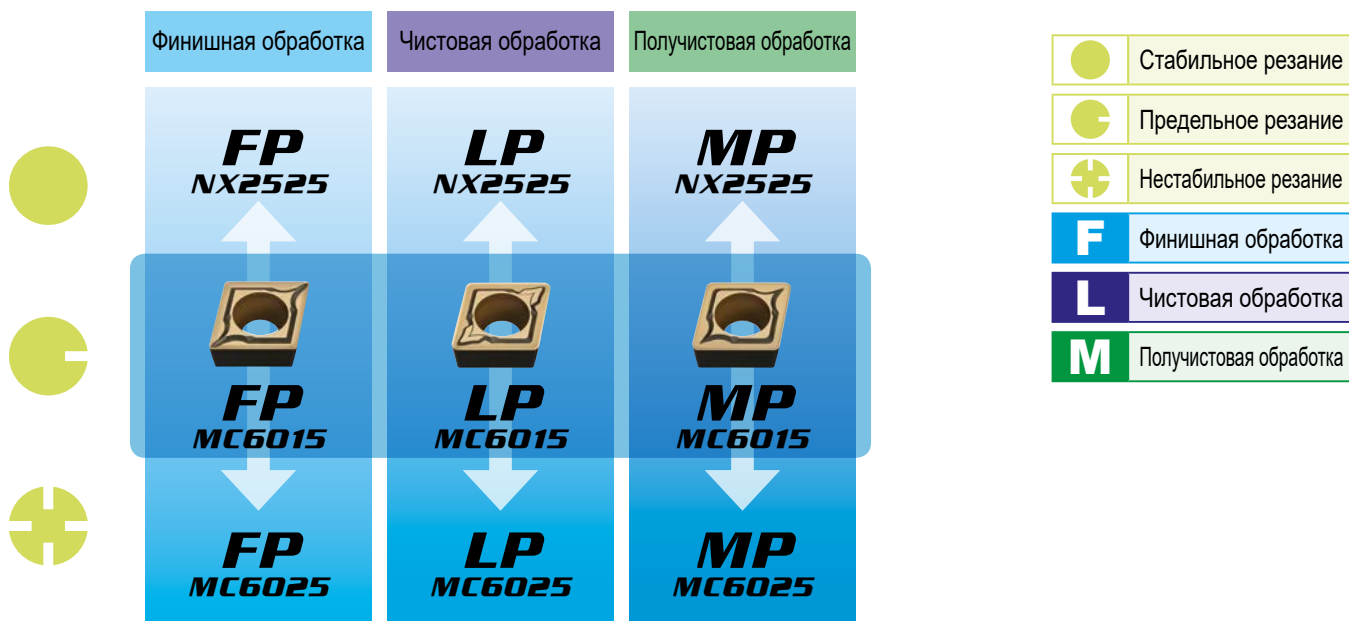 Финишная обработка
Чистовая обработка
Получистовая обработка
FP
NX2525
LP
NX2525
MP
NX2525
FP
MC6015
LP
MC6015
MP
MC6015
FP
MC6025
LP
MC6025
MP
MC6025
Стабильное резание
Предельное резание
Нестабильное резание
F Финишная обработка
L Чистовая обработка
M Получистовая обработка